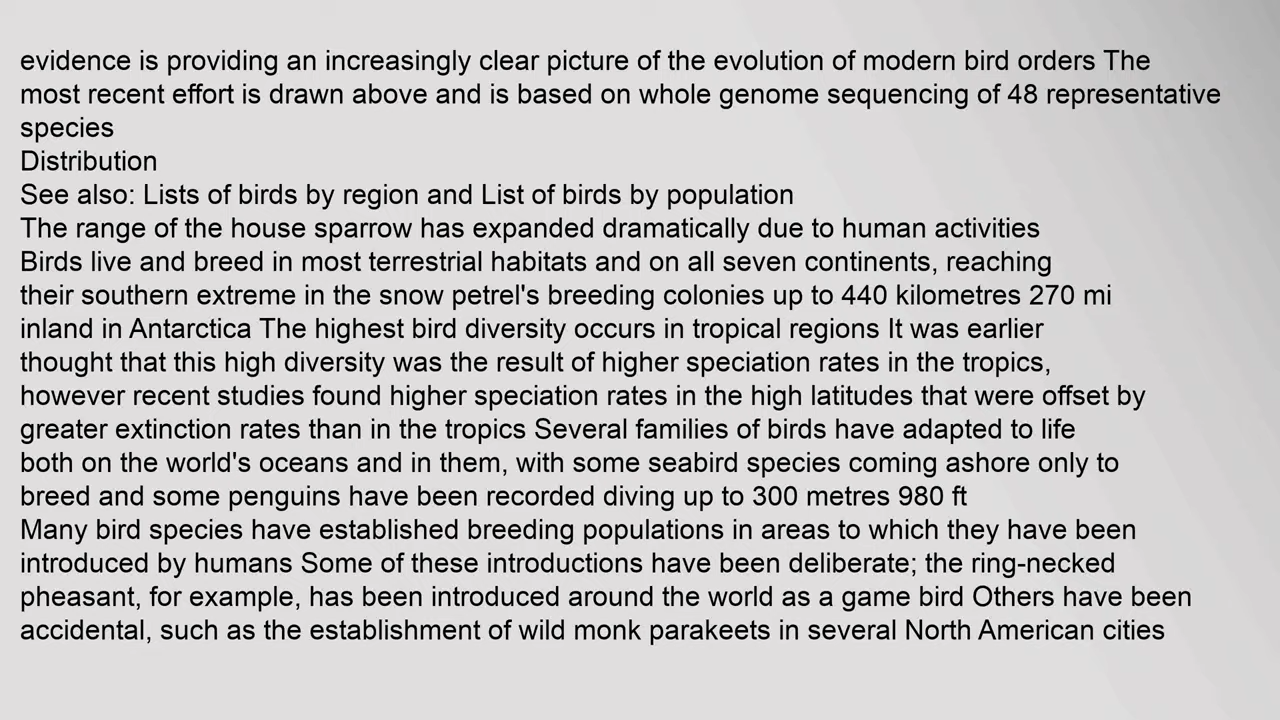 evidence is providing an increasingly clear picture of the evolution of modern bird orders The
most recent effort is drawn above and is based on whole genome sequencing of 48 representative
species
Distribution
See also: Lists of birds by region and List of birds by population
The range of the house sparrow has expanded dramatically due to human activities
Birds live and breed in most terrestrial habitats and on all seven continents, reaching
their southern extreme in the snow petrel's breeding colonies up to 440 kilometres 270 mi
inland in Antarctica The highest bird diversity occurs in tropical regions It was earlier
thought that this high diversity was the result of higher speciation rates in the tropics,
however recent studies found higher speciation rates in the high latitudes that were offset by
greater extinction rates than in the tropics Several families of birds have adapted to life
both on the world's oceans and in them, with some seabird species coming ashore only to
breed and some penguins have been recorded diving up to 300 metres 980 ft
Many bird species have established breeding populations in areas to which they have been
introduced by humans Some of these introductions have been deliberate; the ring-necked
pheasant, for example, has been introduced around the world as a game bird Others have been
accidental, such as the establishment of wild monk parakeets in several North American cities